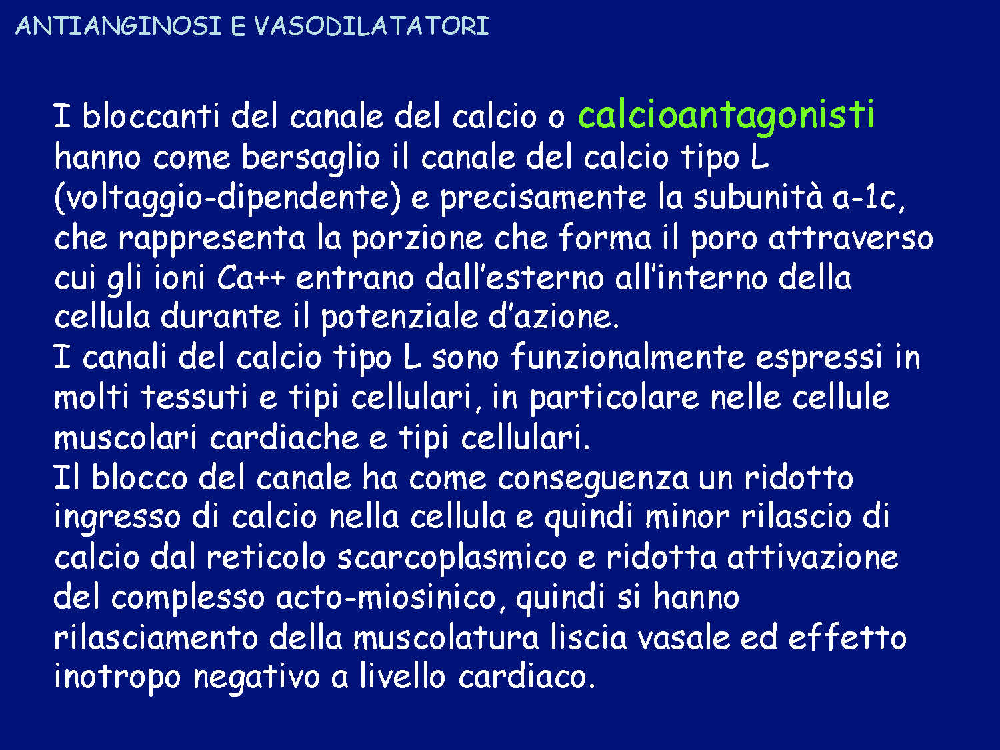 ANTIANGINOSI E VASODILATATORI
I bloccanti del canale del calcio o calcioantagonisti
hanno come bersaglio il canale del calcio tipo L
(voltaggio-dipendente) e precisamente la subunità a-1c,
che rappresenta la porzione che forma il poro attraverso
cui gli ioni Ca++ entrano dall’esterno all’interno della
cellula durante il potenziale d’azione.
I canali del calcio tipo L sono funzionalmente espressi in
molti tessuti e tipi cellulari, in particolare nelle cellule
muscolari cardiache e tipi cellulari.
Il blocco del canale ha come conseguenza un ridotto
ingresso di calcio nella cellula e quindi minor rilascio di
calcio dal reticolo scarcoplasmico e ridotta attivazione
del complesso acto-miosinico, quindi si hanno
rilasciamento della muscolatura liscia vasale ed effetto
inotropo negativo a livello cardiaco.